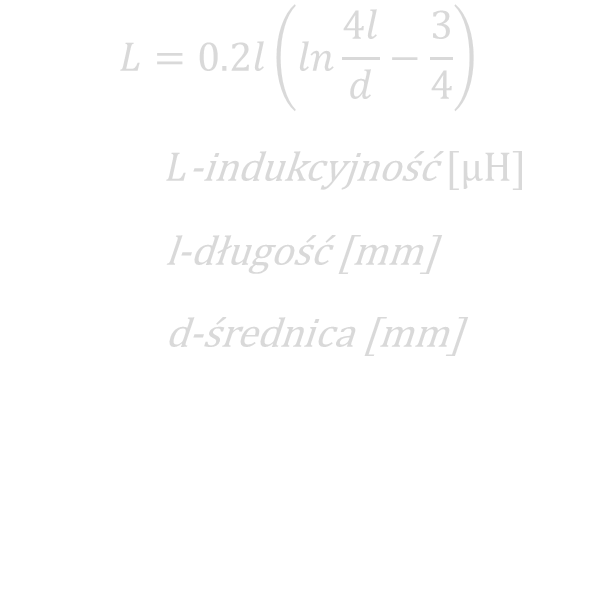 L = 0.2l (ln 4l/d − 3/4)
L -indukcyjność [μH]
l-długość [mm]
d-średnica [mm]